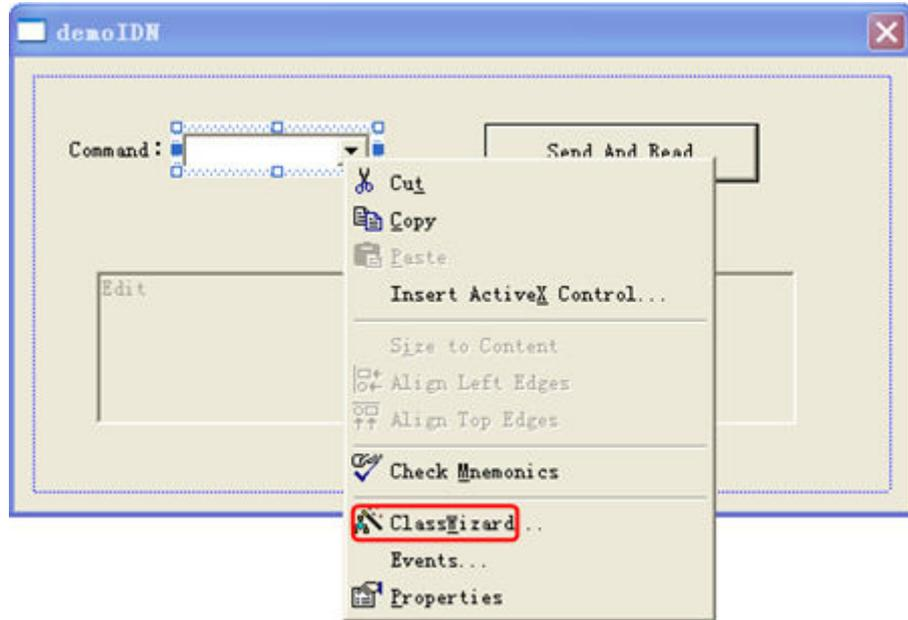 demoIDN
Command:
Send And Read
Edit
Cut
Copy
Paste
Insert ActiveX Control...
Size to Content
Align Left Edges
Align Top Edges
Check Mnemonics
ClassWizard...
Events...
Properties